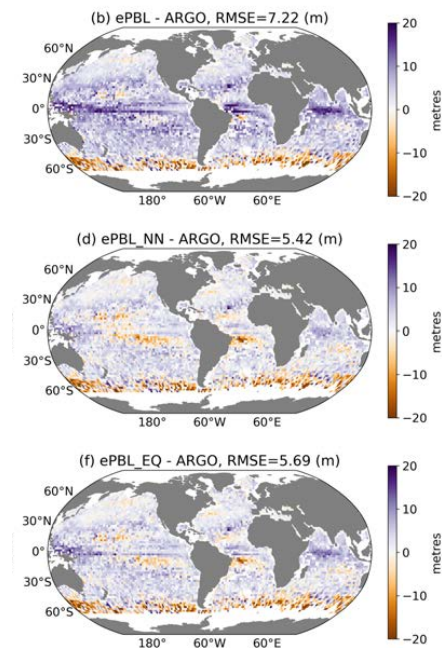 (b) ePBL - ARGO, RMSE=7.22 (m)
60°N
30°N
0°
30°S
60°S
180° 60°W 60°E
20
10
0
−10
−20
metres
(d) ePBL_NN - ARGO, RMSE=5.42 (m)
60°N
30°N
0°
30°S
60°S
180° 60°W 60°E
20
10
0
−10
−20
metres
(f) ePBL_EQ - ARGO, RMSE=5.69 (m)
60°N
30°N
0°
30°S
60°S
180° 60°W 60°E
20
10
0
−10
−20
metres